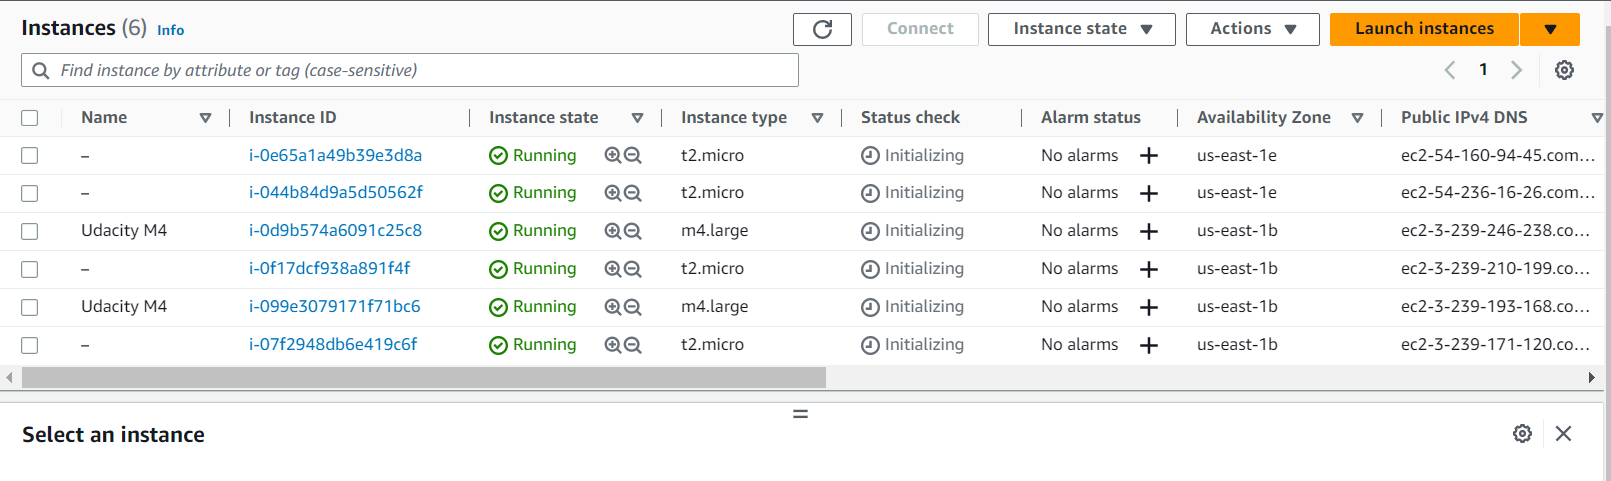 Instances (6) Info
Connect Instance state Actions Launch instances
Find instance by attribute or tag (case-sensitive)
1
Name Instance ID Instance state Instance type Status check Alarm status Availability Zone Public IPv4 DNS
– i-0e65a1a49b39e3d8a Running t2.micro Initializing No alarms us-east-1e ec2-54-160-94-45.com...
– i-044b84d9a5d50562f Running t2.micro Initializing No alarms us-east-1e ec2-54-236-16-26.com...
Udacity M4 i-0d9b574a6091c25c8 Running m4.large Initializing No alarms us-east-1b ec2-3-239-246-238.co...
– i-0f17dcf938a891f4f Running t2.micro Initializing No alarms us-east-1b ec2-3-239-210-199.co...
Udacity M4 i-099e3079171f71bc6 Running m4.large Initializing No alarms us-east-1b ec2-3-239-193-168.co...
– i-07f2948db6e419c6f Running t2.micro Initializing No alarms us-east-1b ec2-3-239-171-120.co...
Select an instance